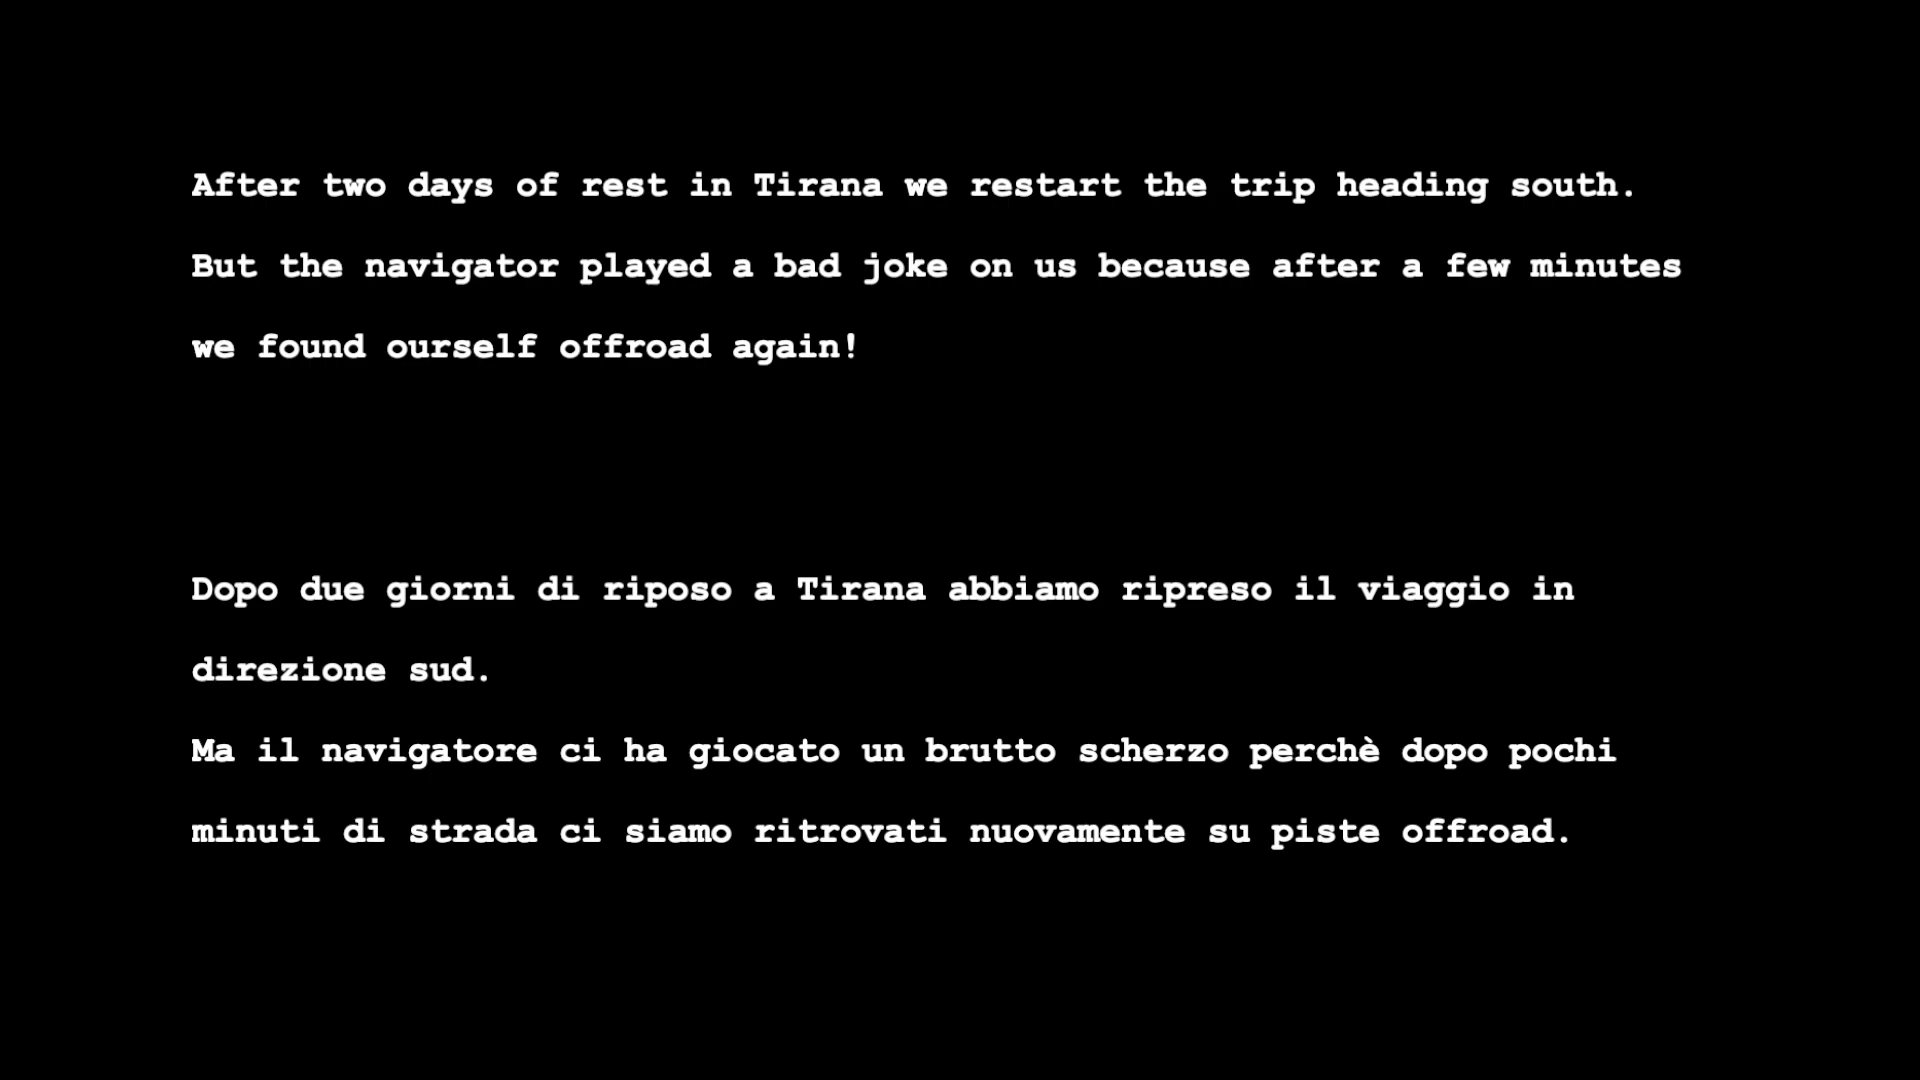 After two days of rest in Tirana we restart the trip heading south.
But the navigator played a bad joke on us because after a few minutes
we found ourself offroad again!
Dopo due giorni di riposo a Tirana abbiamo ripreso il viaggio in
direzione sud.
Ma il navigatore ci ha giocato un brutto scherzo perchè dopo pochi
minuti di strada ci siamo ritrovati nuovamente su piste offroad.